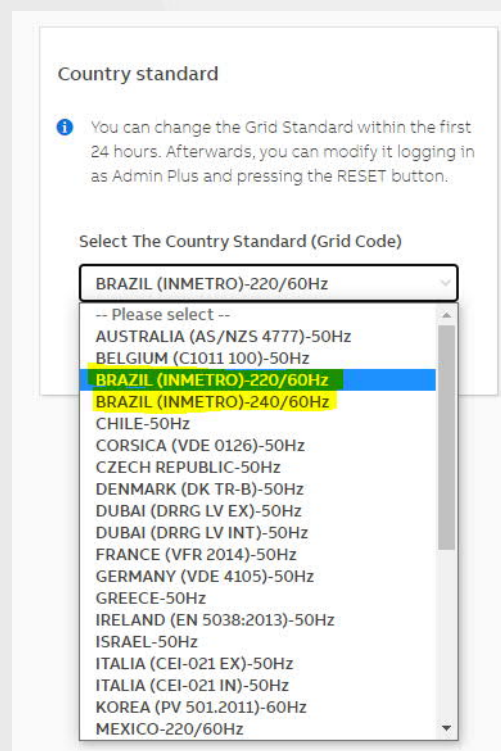 Country standard
You can change the Grid Standard within the first
24 hours. Afterwards, you can modify it logging in
as Admin Plus and pressing the RESET button.
Select The Country Standard (Grid Code)
BRAZIL (INMETRO)-220/60Hz
-- Please select --
AUSTRALIA (AS/NZS 4777)-50Hz
BELGIUM (C1011 100)-50Hz
BRAZIL (INMETRO)-220/60Hz
BRAZIL (INMETRO)-240/60Hz
CHILE-50Hz
CORSICA (VDE 0126)-50Hz
CZECH REPUBLIC-50Hz
DENMARK (DK TR-B)-50Hz
DUBAI (DRRG LV EX)-50Hz
DUBAI (DRRG LV INT)-50Hz
FRANCE (VFR 2014)-50Hz
GERMANY (VDE 4105)-50Hz
GREECE-50Hz
IRELAND (EN 5038:2013)-50Hz
ISRAEL-50Hz
ITALIA (CEI-021 EX)-50Hz
ITALIA (CEI-021 IN)-50Hz
KOREA (PV 501.2011)-60Hz
MEXICO-220/60Hz